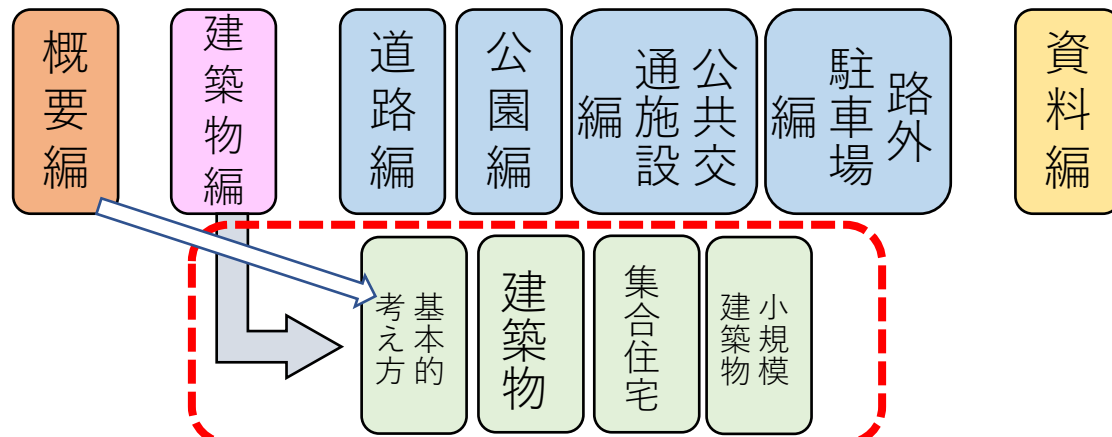 概要編
建築物編
道路編
公園編
公共交
通施設
編
路外
駐車場
編
資料編
基本的
考え方
建築物
集合住宅
小規模
建築物